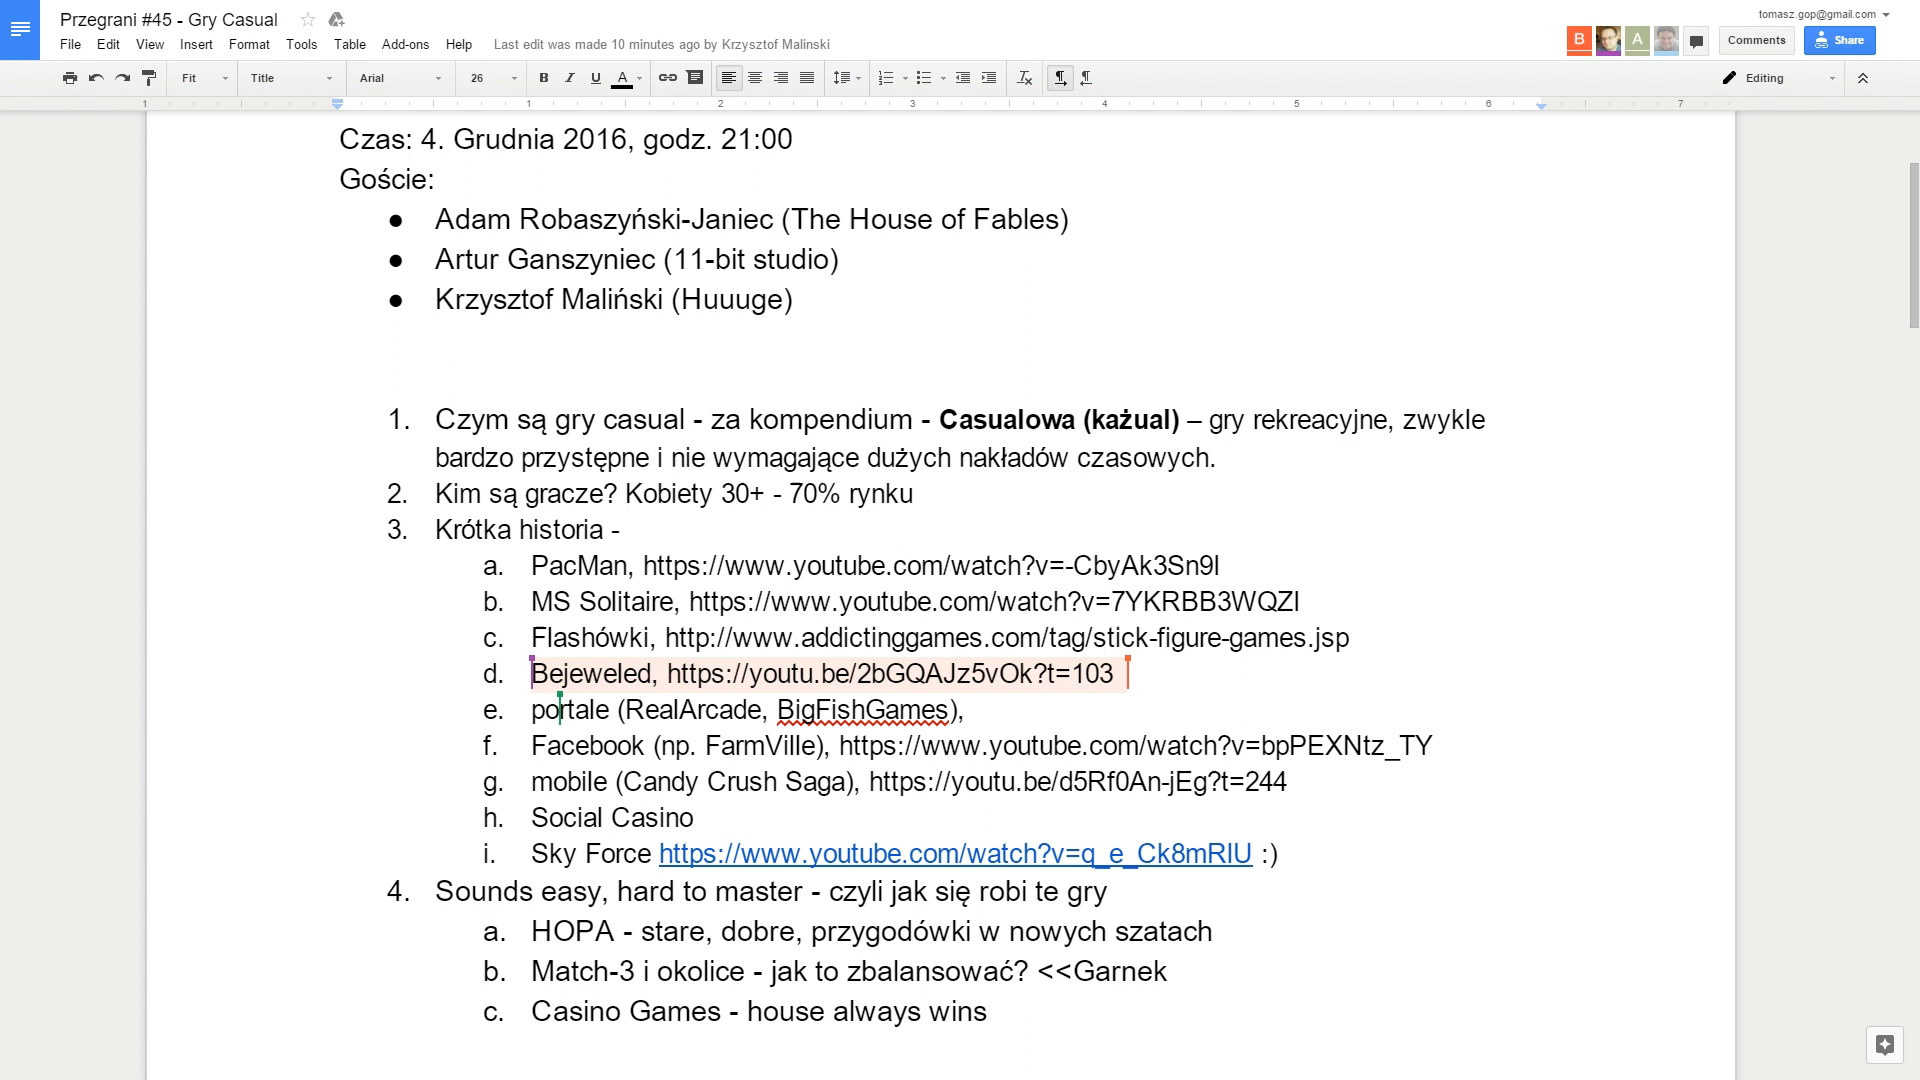 Przegrani #45 - Gry Casual
tomasz.gop@gmail.com
File Edit View Insert Format Tools Table Add-ons Help Last edit was made 10 minutes ago by Krzysztof Malinski
B A Comments Share
Fit Title Arial 26 B I U A Editing
1 1 2 3 4 5 6 7
Czas: 4. Grudnia 2016, godz. 21:00
Goście:
● Adam Robaszyński-Janiec (The House of Fables)
● Artur Ganszyniec (11-bit studio)
● Krzysztof Maliński (Huuuge)
1. Czym są gry casual - za kompendium - Casualowa (każual) – gry rekreacyjne, zwykle
bardzo przystępne i nie wymagające dużych nakładów czasowych.
2. Kim są gracze? Kobiety 30+ - 70% rynku
3. Krótka historia -
a. PacMan, https://www.youtube.com/watch?v=-CbyAk3Sn9I
b. MS Solitaire, https://www.youtube.com/watch?v=7YKRBB3WQZI
c. Flashówki, http://www.addictinggames.com/tag/stick-figure-games.jsp
d. Bejeweled, https://youtu.be/2bGQAJz5vOk?t=103
e. portale (RealArcade, BigFishGames),
f. Facebook (np. FarmVille), https://www.youtube.com/watch?v=bpPEXNtz_TY
g. mobile (Candy Crush Saga), https://youtu.be/d5Rf0An-jEg?t=244
h. Social Casino
i. Sky Force https://www.youtube.com/watch?v=q_e_Ck8mRIU :)
4. Sounds easy, hard to master - czyli jak się robi te gry
a. HOPA - stare, dobre, przygodówki w nowych szatach
b. Match-3 i okolice - jak to zbalansować? <<Garnek
c. Casino Games - house always wins